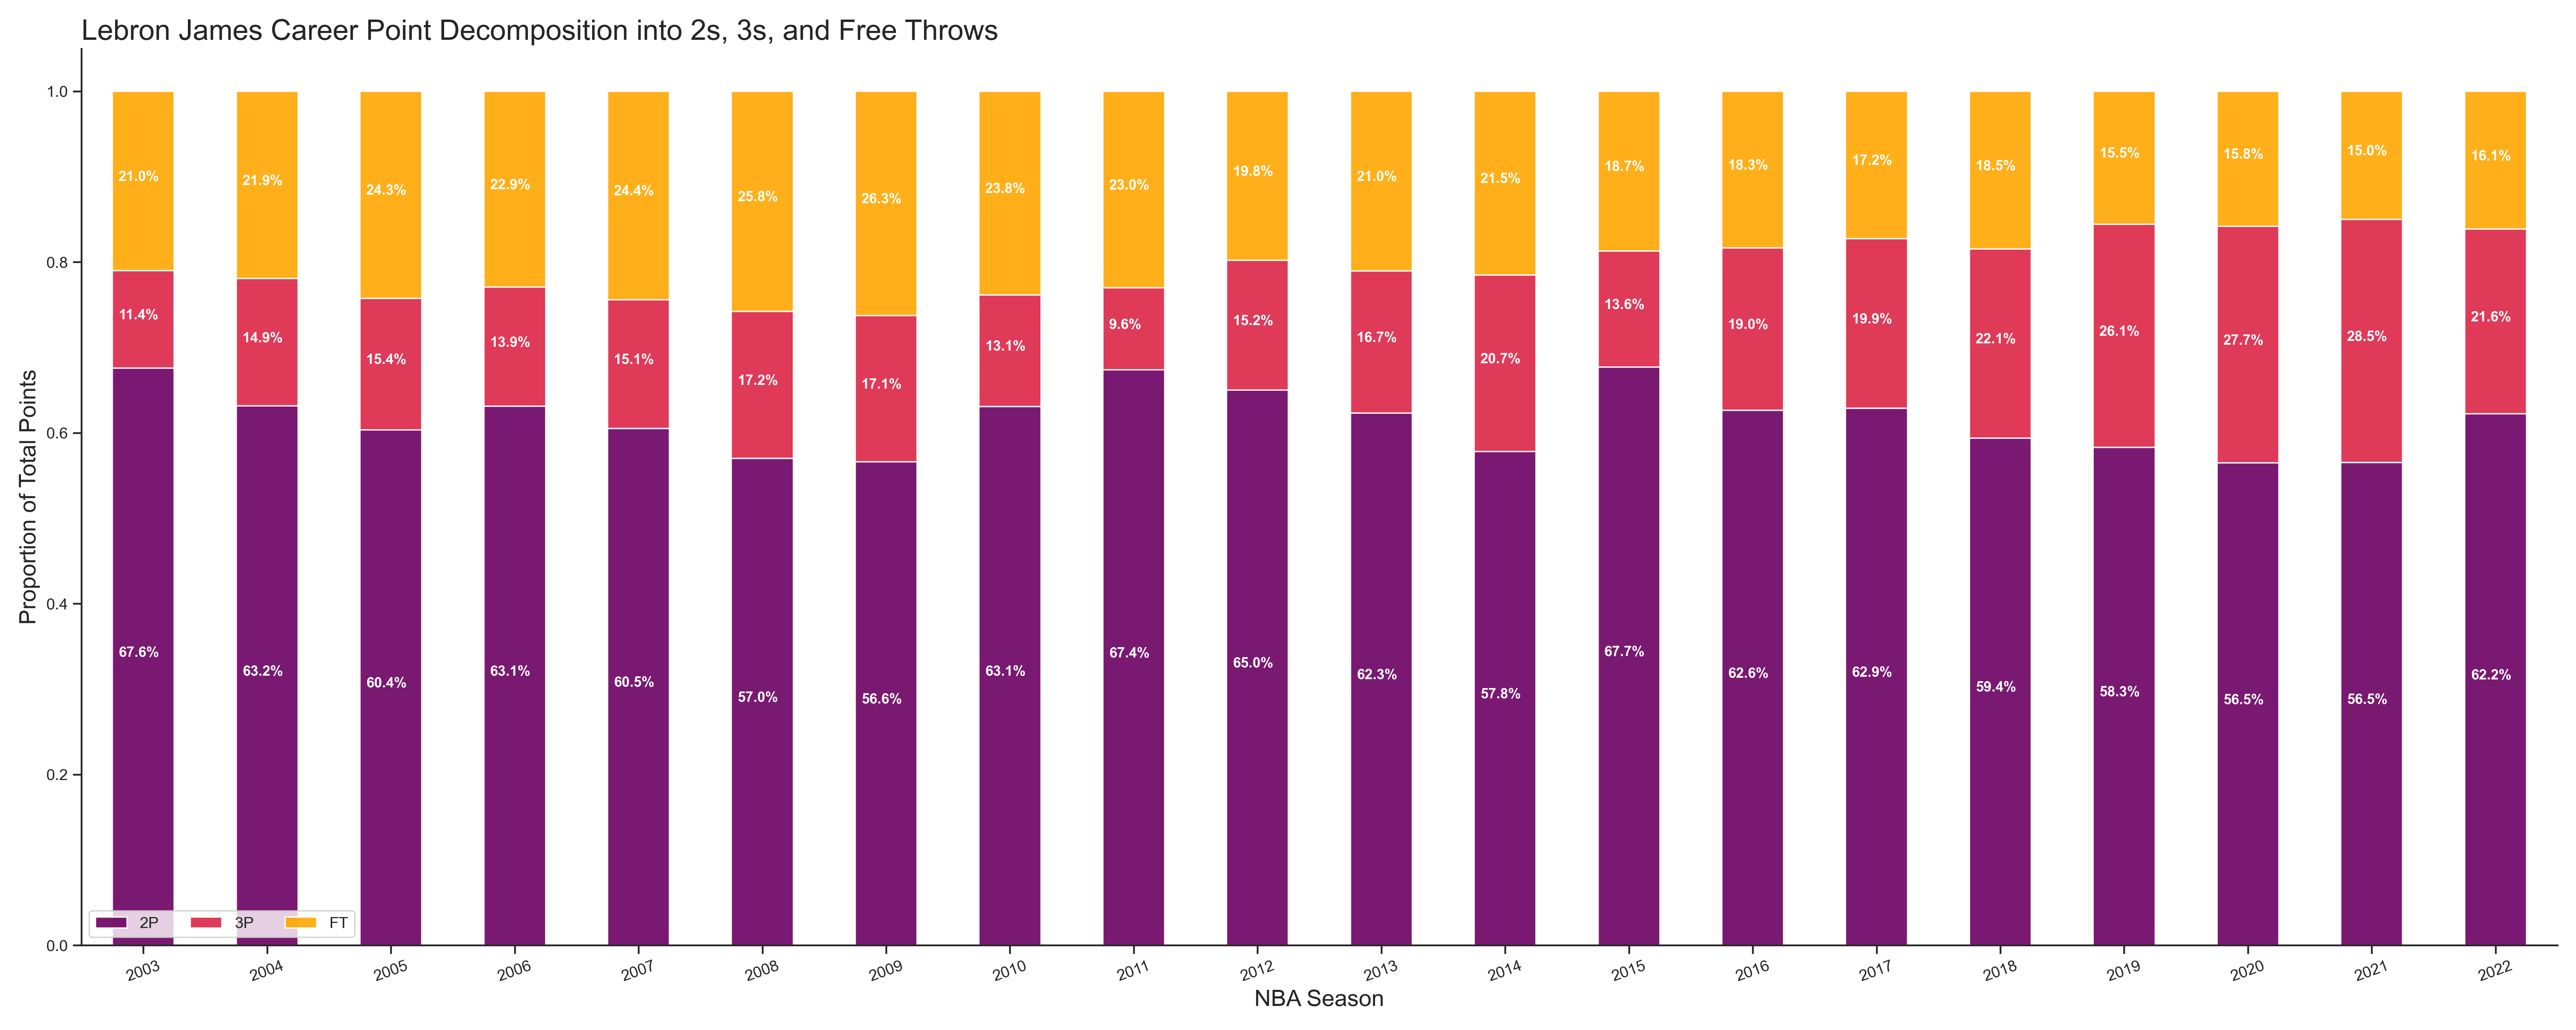 Lebron James Career Point Decomposition into 2s, 3s, and Free Throws
Proportion of Total Points
1.0
0.8
0.6
0.4
0.2
0.0
21.0% 21.9% 24.3% 22.9% 24.4% 25.8% 26.3% 23.8% 23.0% 19.8% 21.0% 21.5% 18.7% 18.3% 17.2% 18.5% 15.5% 15.8% 15.0% 16.1%
11.4% 14.9% 15.4% 13.9% 15.1% 17.2% 17.1% 13.1% 9.6% 15.2% 16.7% 20.7% 13.6% 19.0% 19.9% 22.1% 26.1% 27.7% 28.5% 21.6%
67.6% 63.2% 60.4% 63.1% 60.5% 57.0% 56.6% 63.1% 67.4% 65.0% 62.3% 57.8% 67.7% 62.6% 62.9% 59.4% 58.3% 56.5% 56.5% 62.2%
2P 3P FT
2003 2004 2005 2006 2007 2008 2009 2010 2011 2012 2013 2014 2015 2016 2017 2018 2019 2020 2021 2022
NBA Season